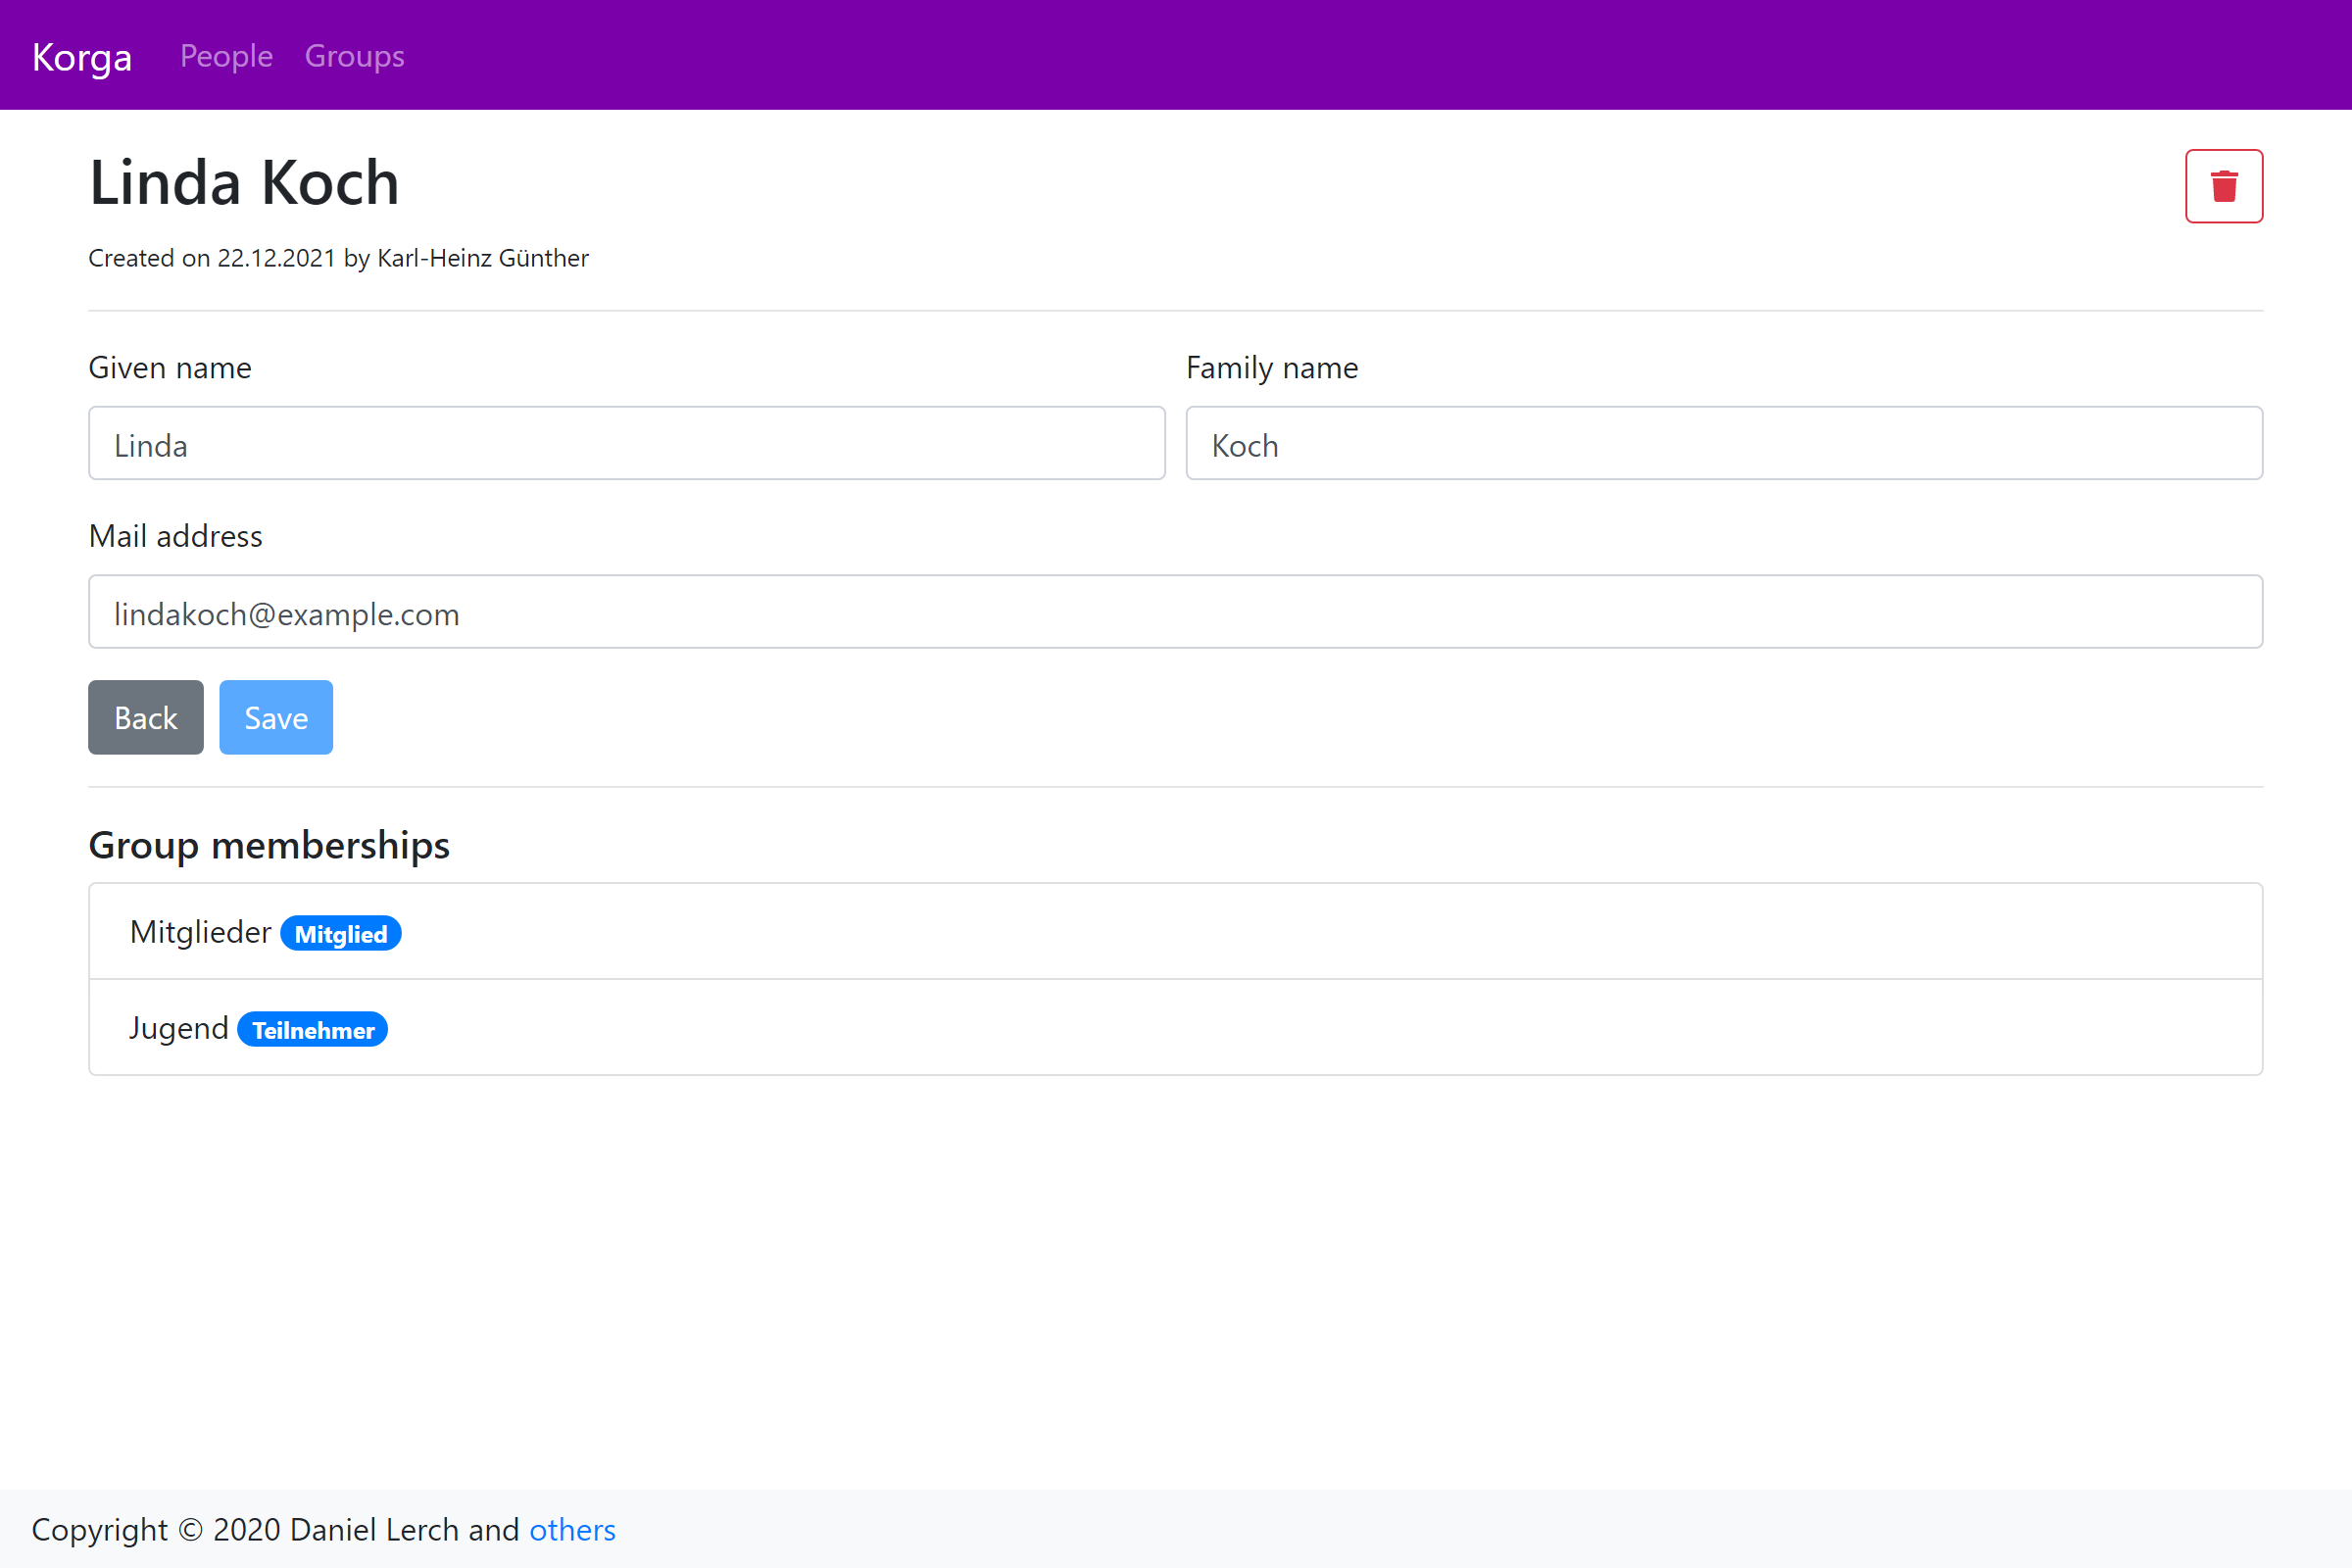 Korga People Groups
Linda Koch
Created on 22.12.2021 by Karl-Heinz Günther
Given name Family name
Linda Koch
Mail address
lindakoch@example.com
Back Save
Group memberships
Mitglieder Mitglied
Jugend Teilnehmer
Copyright © 2020 Daniel Lerch and others